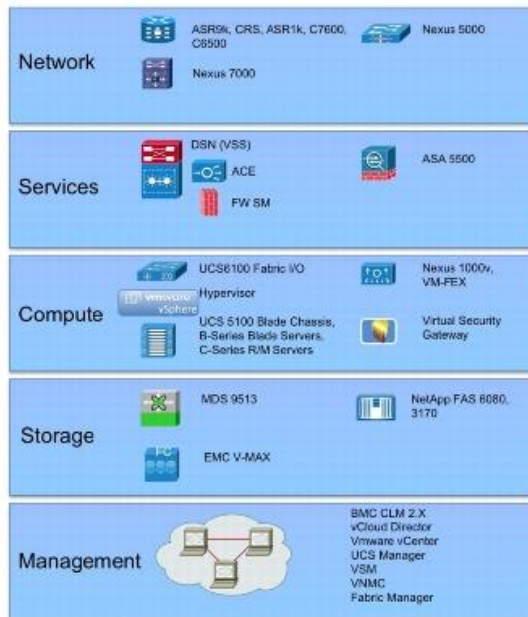 Network
ASR9k, CRS, ASR1k, C7600,
C6500
Nexus 5000
Nexus 7000
Services
DSN (VSS)
ACE
FW SM
ASA 5500
Compute
UCS6100 Fabric I/O
Nexus 1000v,
VM-FEX
vmware
vSphere
Hypervisor
UCS 5100 Blade Chassis,
B-Series Blade Servers,
C-Series R/M Servers
Virtual Security
Gateway
Storage
MDS 9513
NetApp FAS 6080,
3170
FC
EMC V-MAX
Management
BMC CLM 2.X
vCloud Director
Vmware vCenter
UCS Manager
VSM
VNMC
Fabric Manager